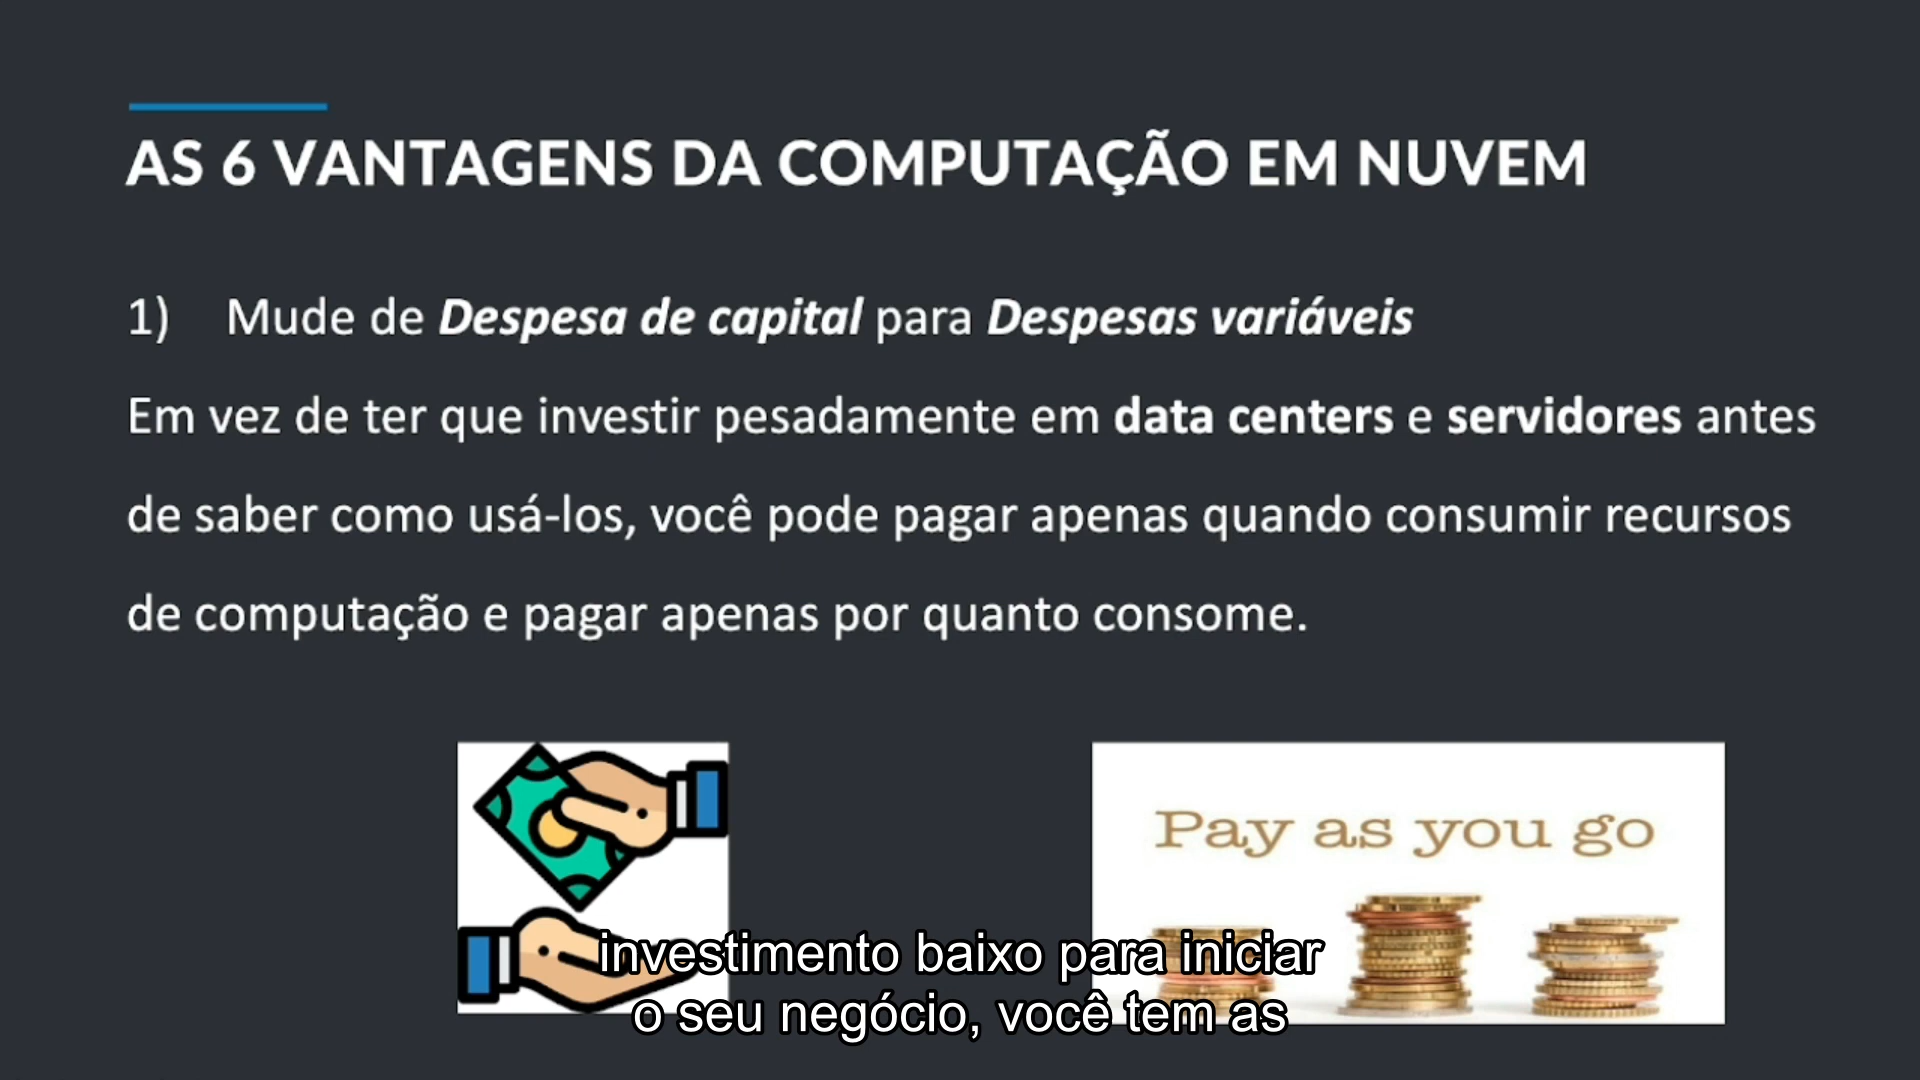 AS 6 VANTAGENS DA COMPUTAÇÃO EM NUVEM
1) Mude de Despesa de capital para Despesas variáveis
Em vez de ter que investir pesadamente em data centers e servidores antes
de saber como usá-los, você pode pagar apenas quando consumir recursos
de computação e pagar apenas por quanto consome.
Pay as you go
investimento baixo para iniciar
o seu negócio, você tem as